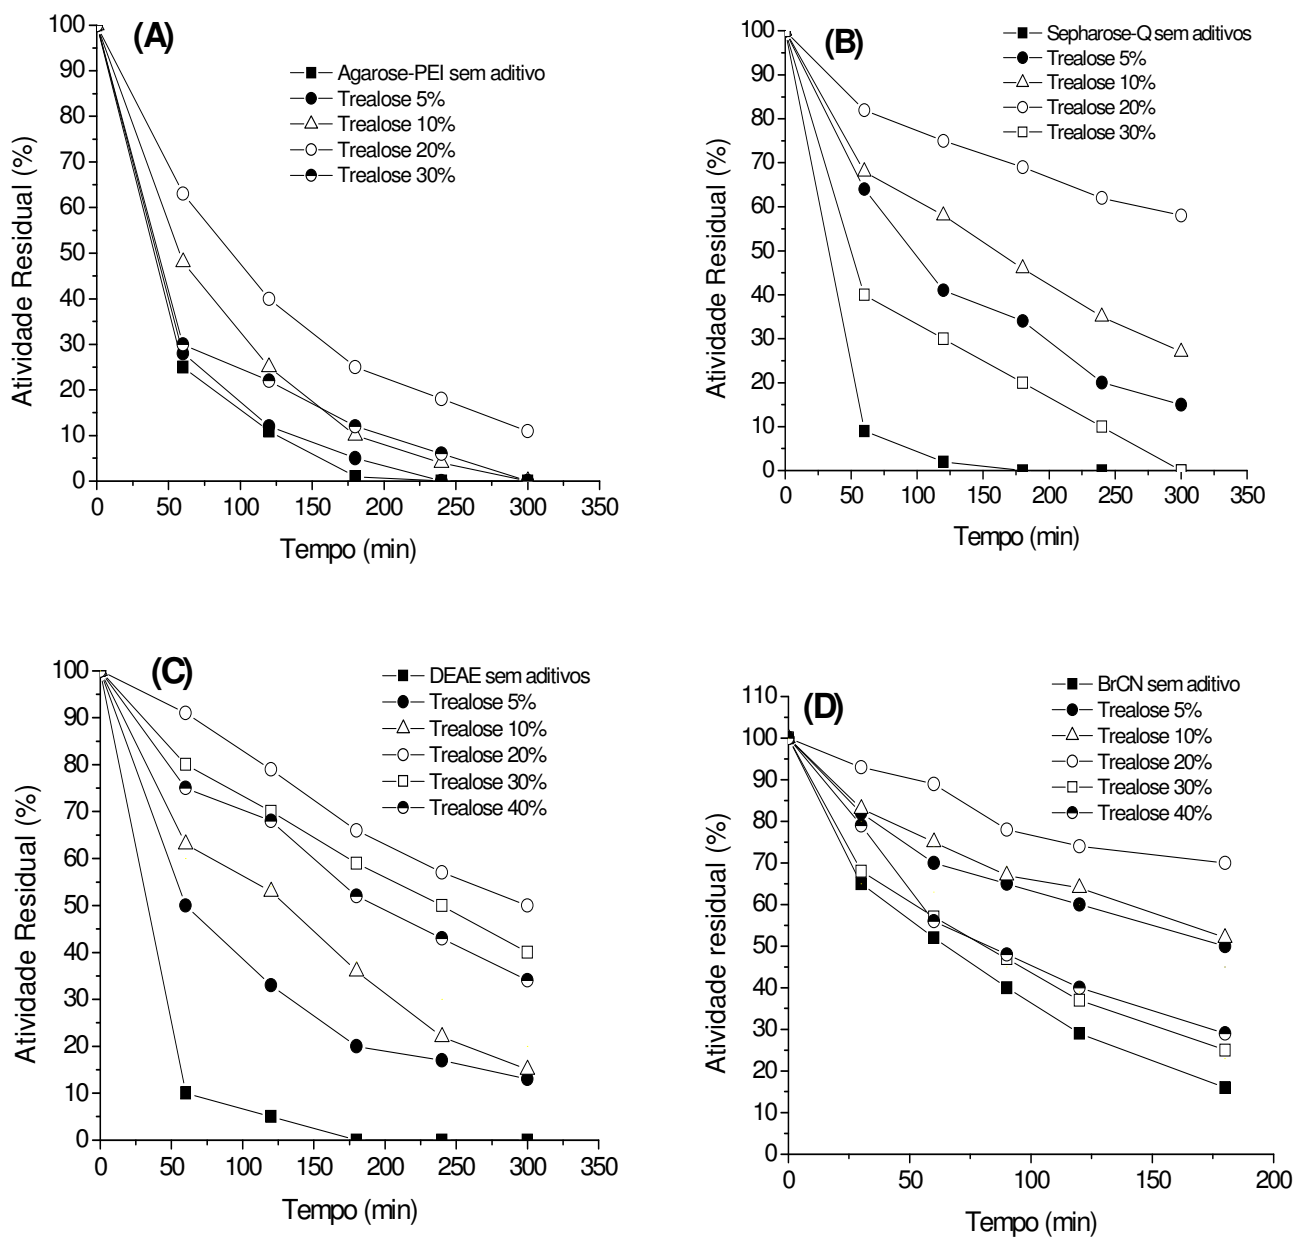 (A)
Agarose-PEI sem aditivo
Trealose 5%
Trealose 10%
Trealose 20%
Trealose 30%
100
90
80
70
60
50
40
30
20
10
0
Atividade Residual (%)
0 50 100 150 200 250 300 350
Tempo (min)
(B)
Sepharose-Q sem aditivos
Trealose 5%
Trealose 10%
Trealose 20%
Trealose 30%
100
90
80
70
60
50
40
30
20
10
0
Atividade Residual (%)
0 50 100 150 200 250 300 350
Tempo (min)
(C)
DEAE sem aditivos
Trealose 5%
Trealose 10%
Trealose 20%
Trealose 30%
Trealose 40%
100
90
80
70
60
50
40
30
20
10
0
Atividade Residual (%)
0 50 100 150 200 250 300 350
Tempo (min)
(D)
BrCN sem aditivo
Trealose 5%
Trealose 10%
Trealose 20%
Trealose 30%
Trealose 40%
110
100
90
80
70
60
50
40
30
20
10
0
Atividade residual (%)
0 50 100 150 200
Tempo (min)